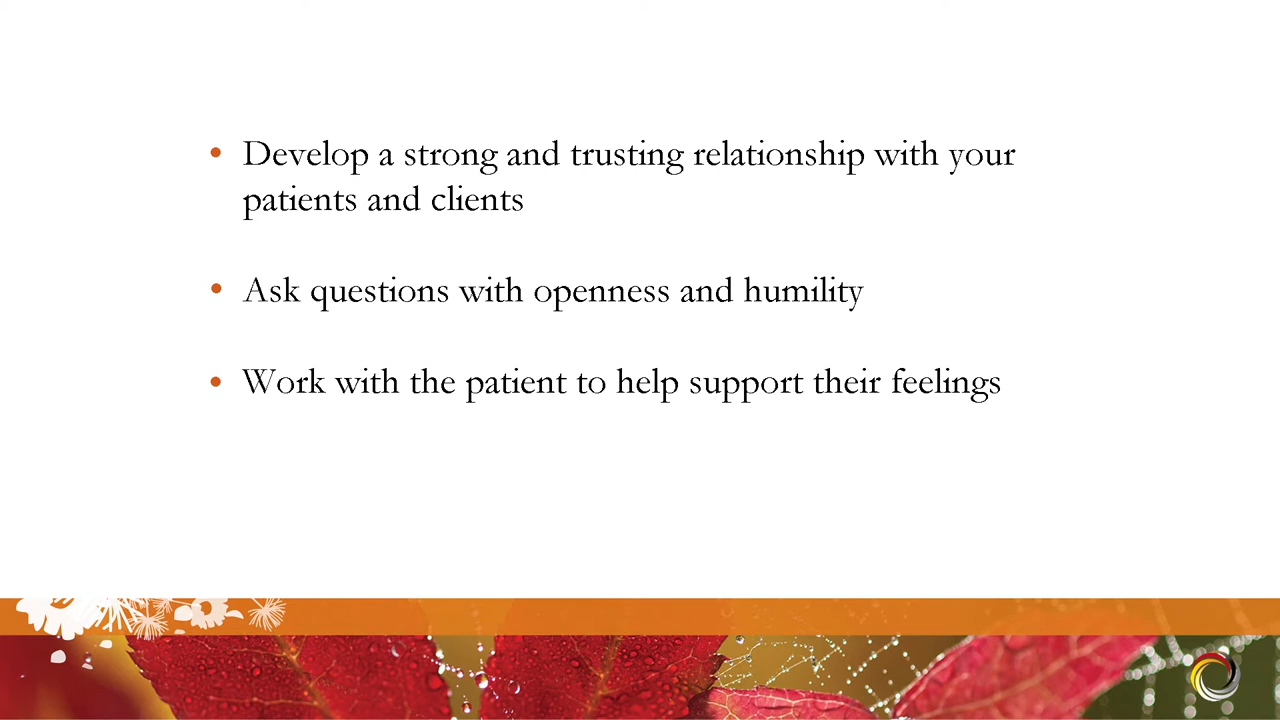 • Develop a strong and trusting relationship with your
patients and clients
• Ask questions with openness and humility
• Work with the patient to help support their feelings